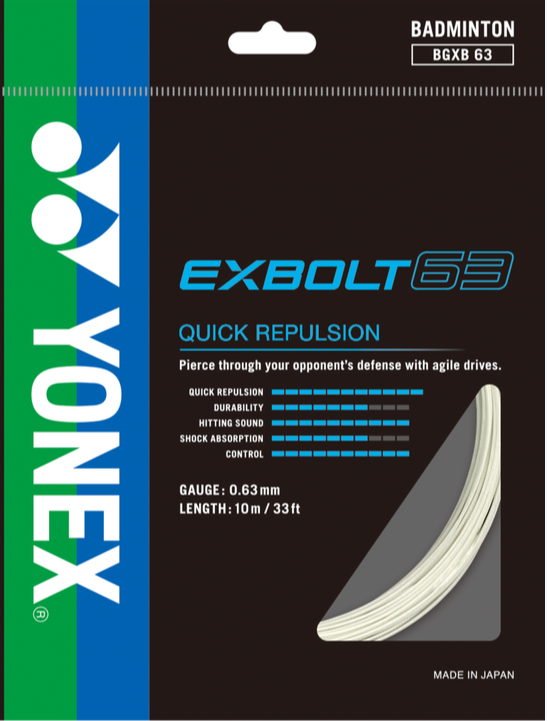 BADMINTON
BGXB 63
YONEX®
EXBOLT63
QUICK REPULSION
Pierce through your opponent's defense with agile drives.
QUICK REPULSION
DURABILITY
HITTING SOUND
SHOCK ABSORPTION
CONTROL
GAUGE: 0.63mm
LENGTH: 10m / 33ft
MADE IN JAPAN